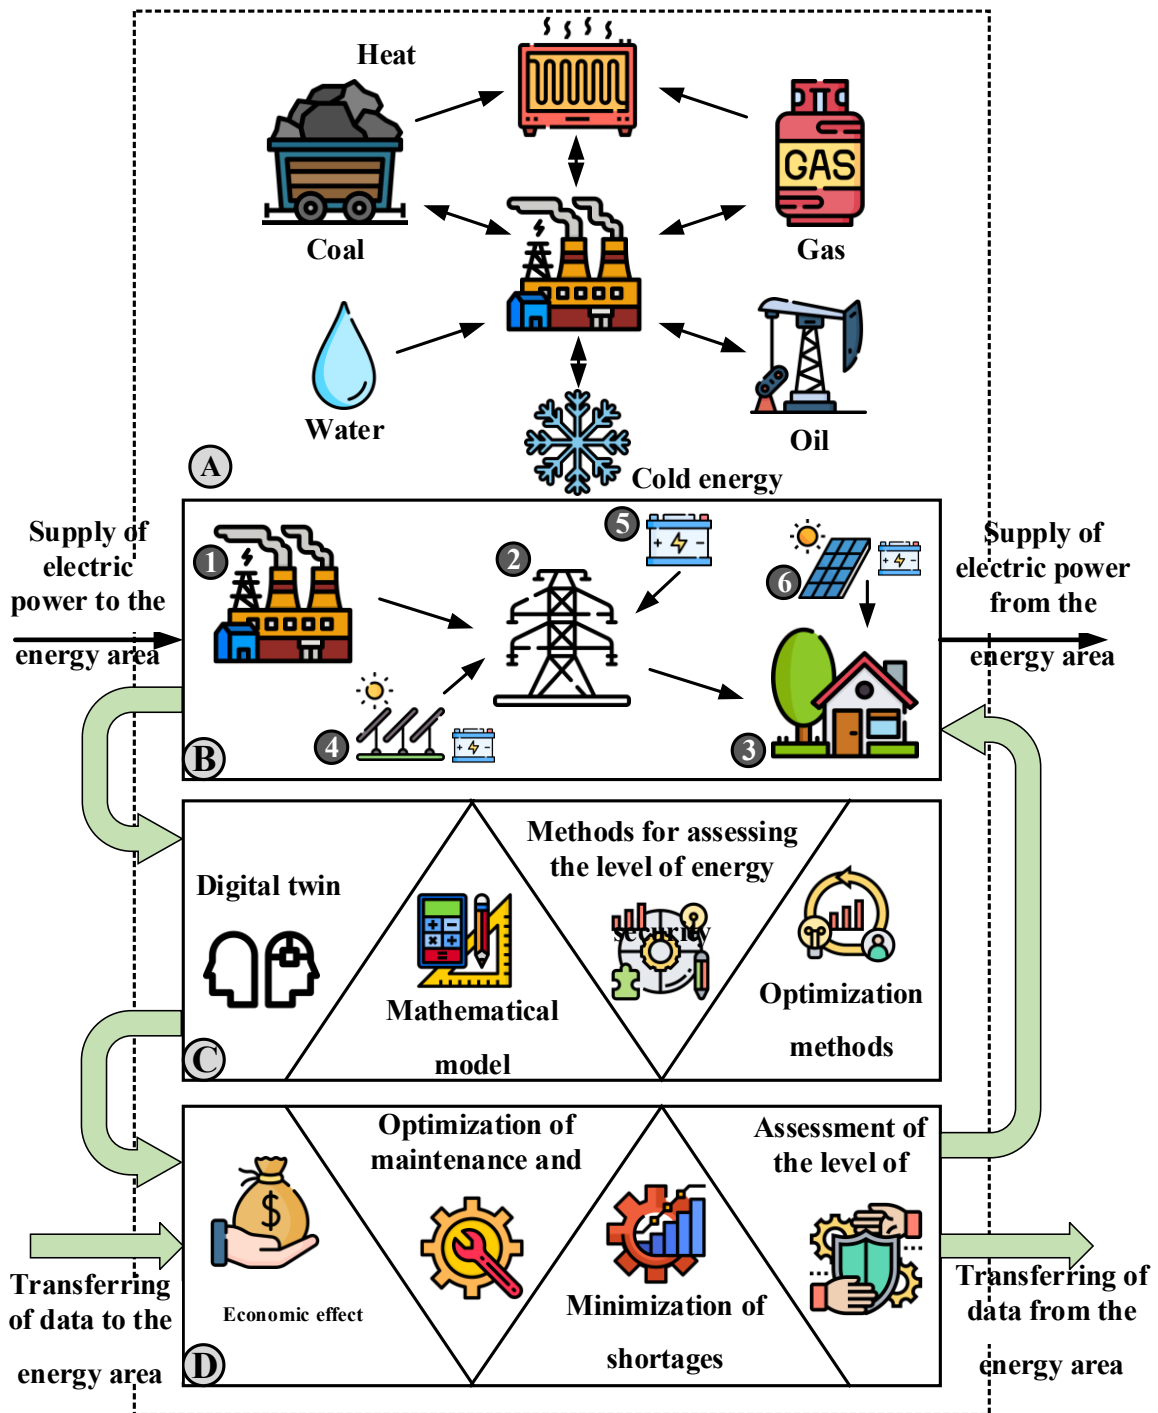 Heat
GAS
Coal
Gas
Water
Oil
A
Cold energy
Supply of
electric
power to the
energy area
1
2
5
6
4
3
B
Supply of
electric power
from the
energy area
Digital twin
Mathematical
model
Methods for assessing
the level of energy
security
Optimization
methods
C
Economic effect
Optimization of
maintenance and
Minimization of
shortages
Assessment of
the level of
D
$
Transferring
of data to the
energy area
Transferring of
data from the
energy area